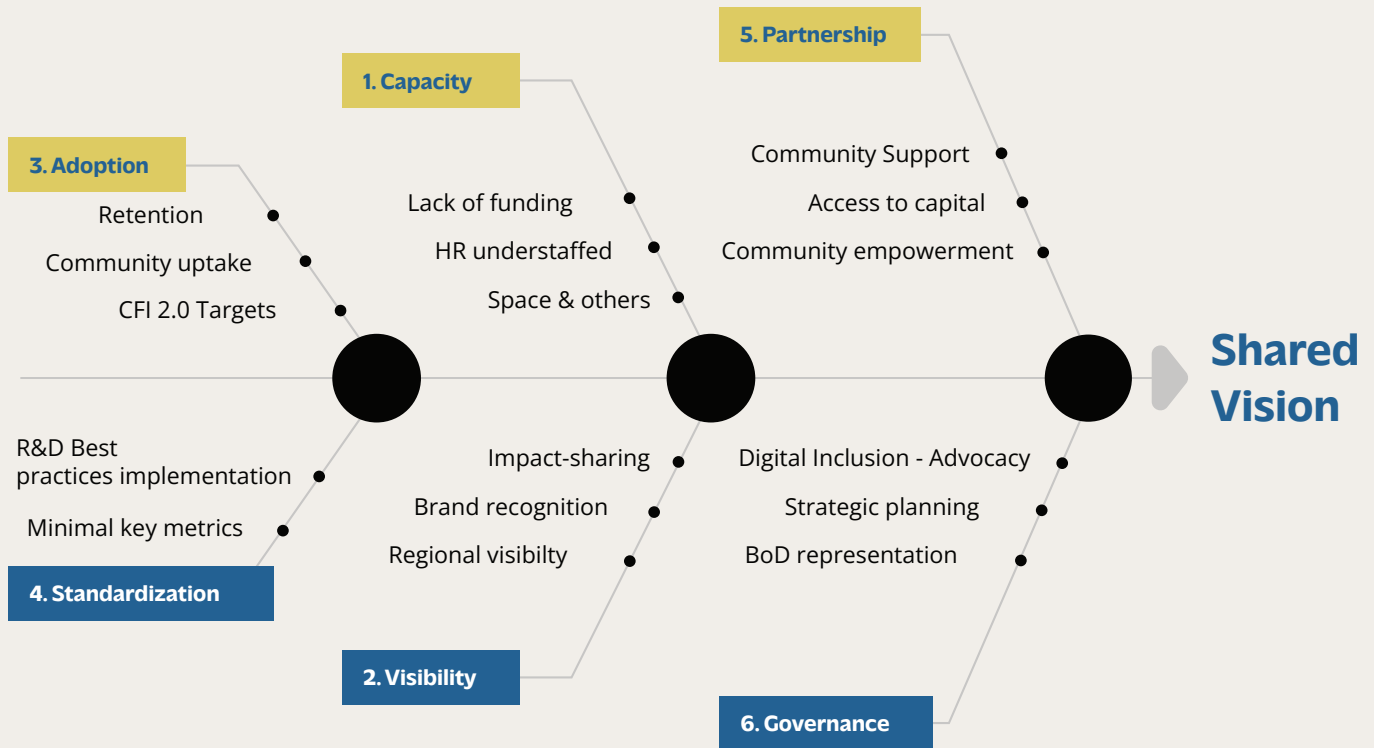 5. Partnership
1. Capacity
3. Adoption
Community Support
Access to capital
Community empowerment
Lack of funding
HR understaffed
Space & others
Retention
Community uptake
CFI 2.0 Targets
Shared
Vision
R&D Best
practices implementation
Minimal key metrics
4. Standardization
Impact-sharing
Brand recognition
Regional visibilty
2. Visibility
Digital Inclusion - Advocacy
Strategic planning
BoD representation
6. Governance